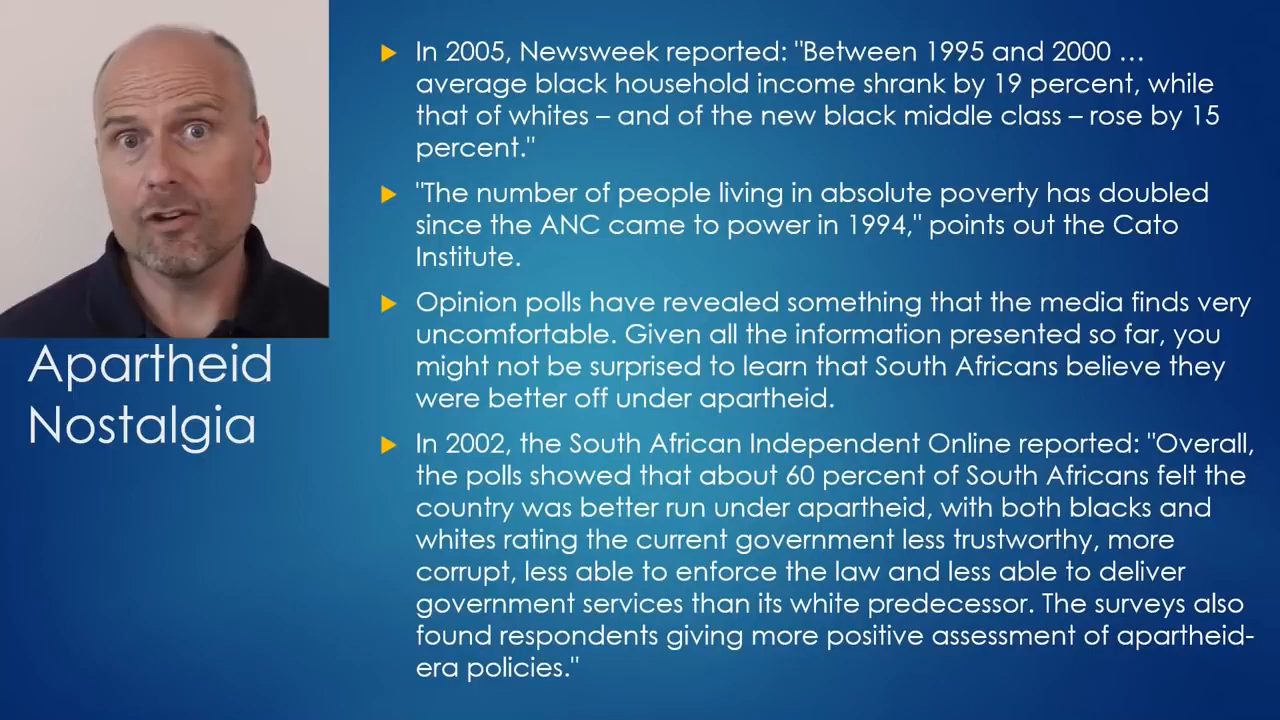 Apartheid
Nostalgia
In 2005, Newsweek reported: "Between 1995 and 2000 …
average black household income shrank by 19 percent, while
that of whites – and of the new black middle class – rose by 15
percent."
"The number of people living in absolute poverty has doubled
since the ANC came to power in 1994," points out the Cato
Institute.
Opinion polls have revealed something that the media finds very
uncomfortable. Given all the information presented so far, you
might not be surprised to learn that South Africans believe they
were better off under apartheid.
In 2002, the South African Independent Online reported: "Overall,
the polls showed that about 60 percent of South Africans felt the
country was better run under apartheid, with both blacks and
whites rating the current government less trustworthy, more
corrupt, less able to enforce the law and less able to deliver
government services than its white predecessor. The surveys also
found respondents giving more positive assessment of apartheid-
era policies."